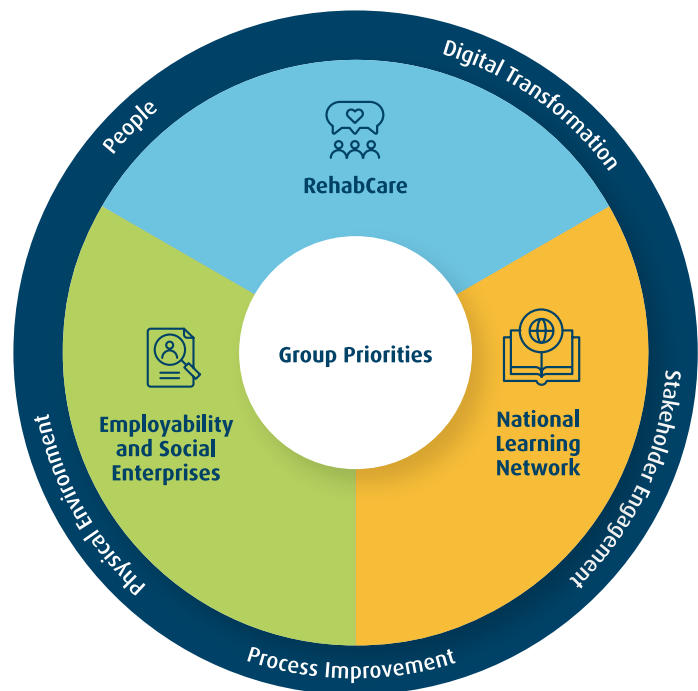 People
Digital Transformation
RehabCare
Group Priorities
Employability
and Social
Enterprises
National
Learning
Network
Stakeholder Engagement
Physical Environment
Process Improvement